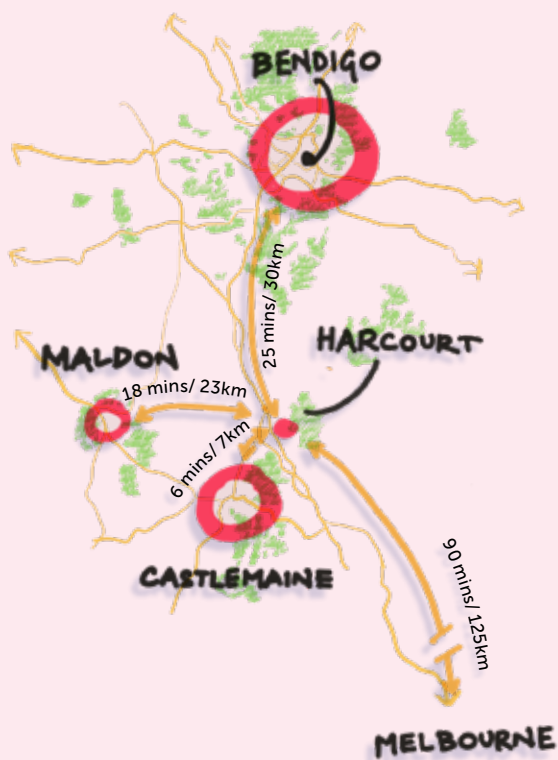 BENDIGO
25 mins/ 30km
HARCOURT
MALDON
18 mins/ 23km
6 mins/ 7km
CASTLEMAINE
90 mins/ 125km
MELBOURNE